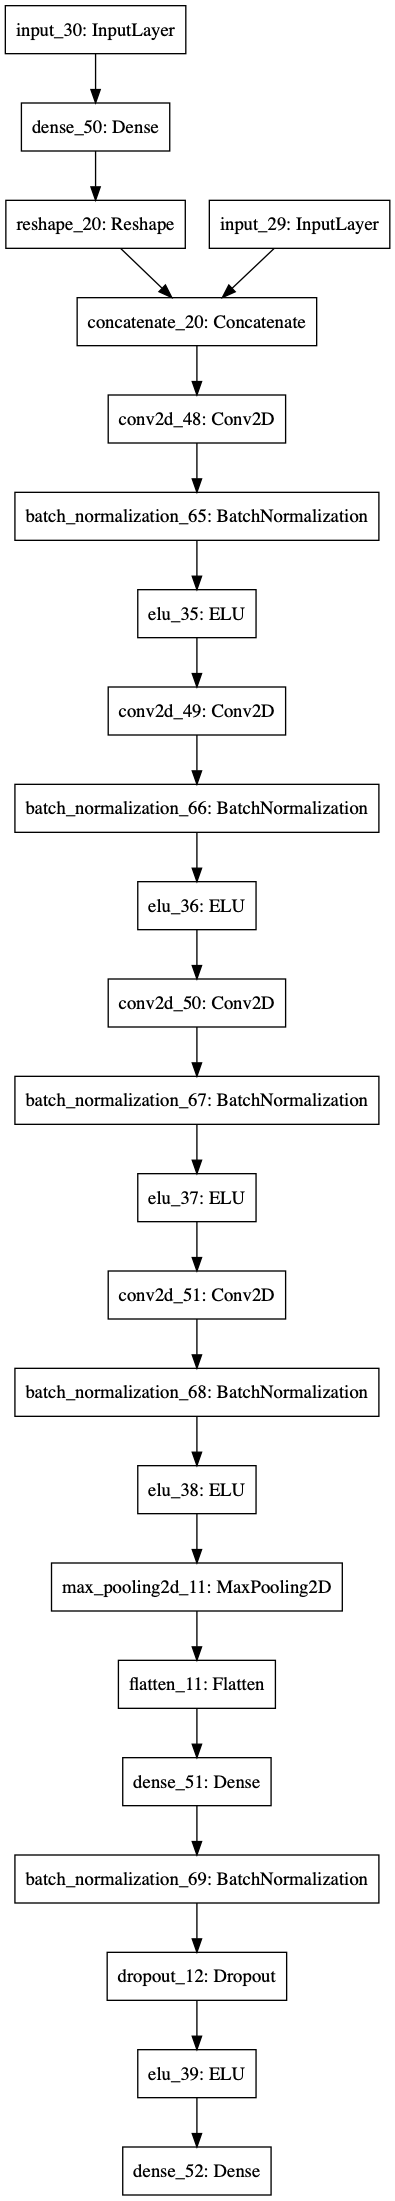 input_30: InputLayer
dense_50: Dense
reshape_20: Reshape
input_29: InputLayer
concatenate_20: Concatenate
conv2d_48: Conv2D
batch_normalization_65: BatchNormalization
elu_35: ELU
conv2d_49: Conv2D
batch_normalization_66: BatchNormalization
elu_36: ELU
conv2d_50: Conv2D
batch_normalization_67: BatchNormalization
elu_37: ELU
conv2d_51: Conv2D
batch_normalization_68: BatchNormalization
elu_38: ELU
max_pooling2d_11: MaxPooling2D
flatten_11: Flatten
dense_51: Dense
batch_normalization_69: BatchNormalization
dropout_12: Dropout
elu_39: ELU
dense_52: Dense